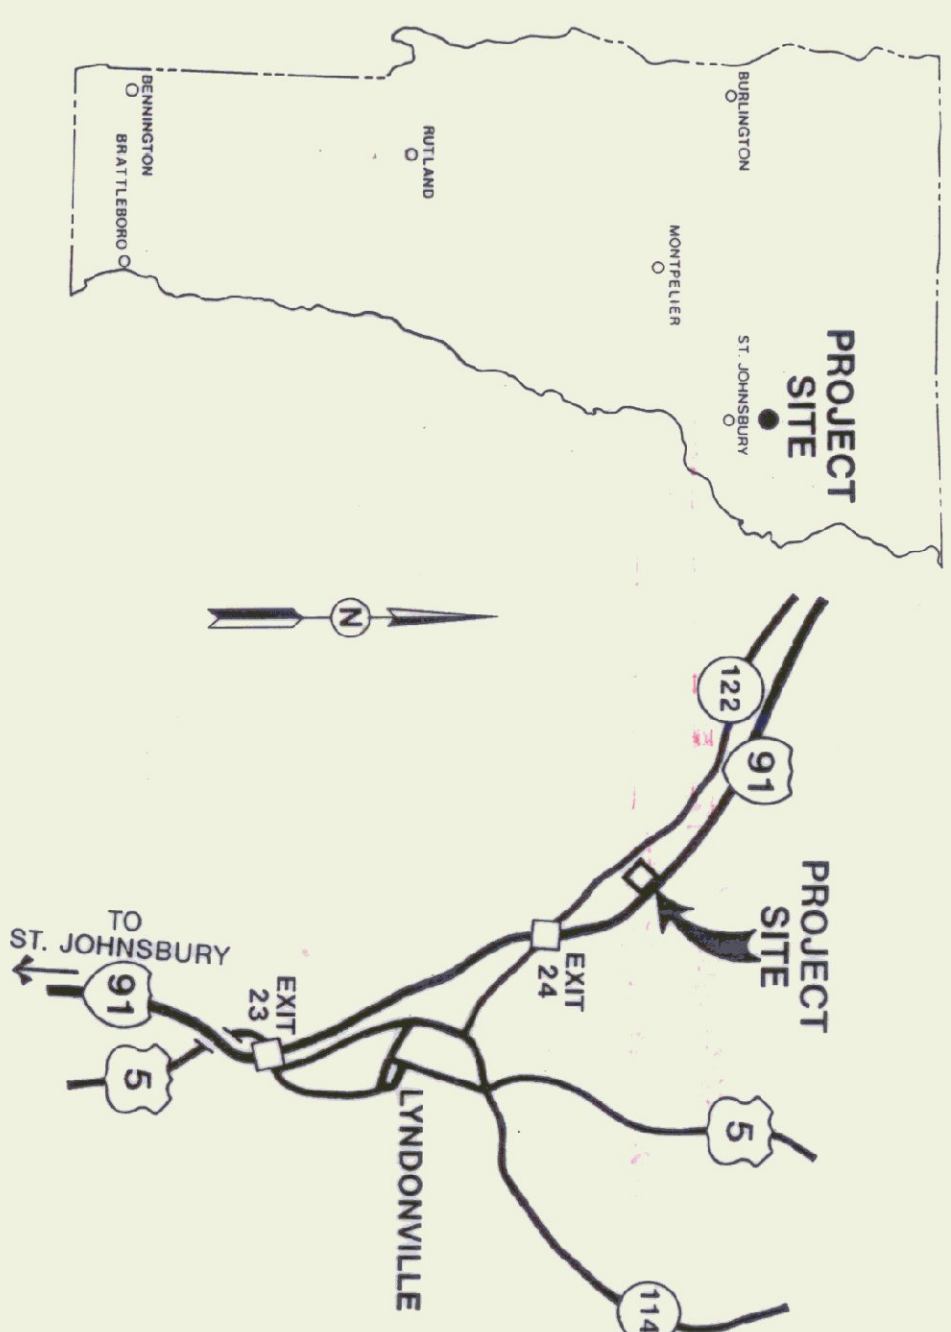 PROJECT
SITE
BURLINGTON
ST. JOHNSBURY
MONTPELIER
RUTLAND
BENNINGTON
BRATTLEBORO
N
PROJECT
SITE
91
122
5
114
EXIT
24
LYNDONVILLE
EXIT
23
5
91
TO
ST. JOHNSBURY